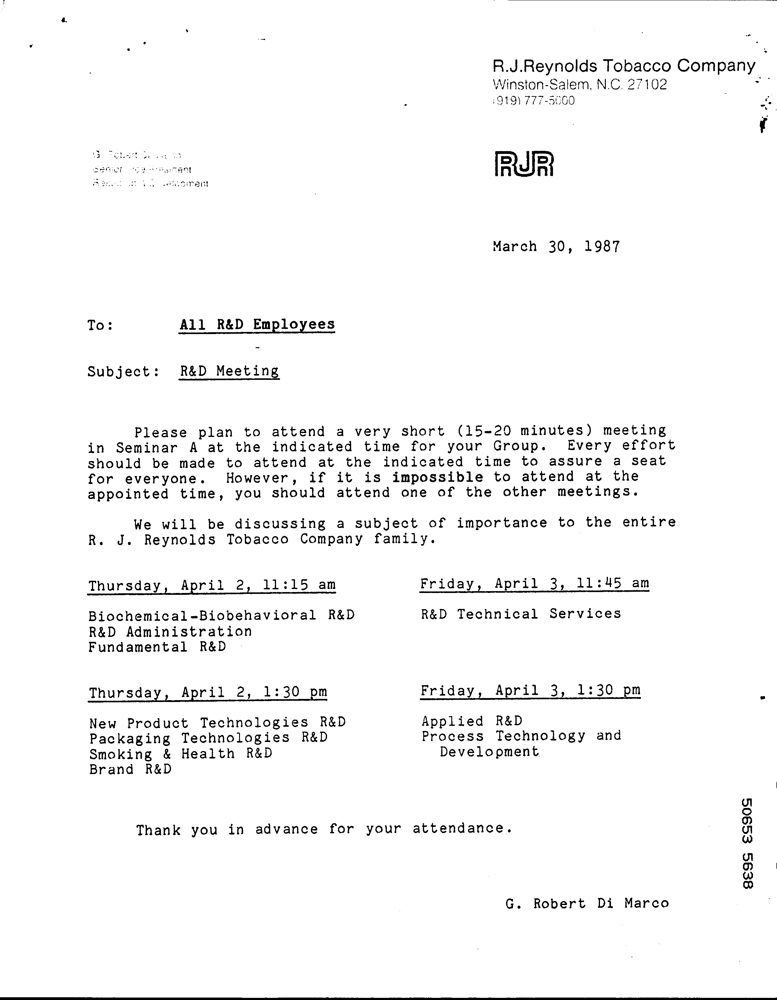 R.J.Reynolds Tobacco Company
Winston-Salem, N.C. 27102
(919) 777-5000
G. Robert
Senior Vice President
RJR
March 30, 1987
To: All R&D Employees
Subject: R&D Meeting
Please plan to attend a very short (15-20 minutes) meeting
in Seminar A at the indicated time for your Group. Every effort
should be made to attend at the indicated time to assure a seat
for everyone. However, if it is impossible to attend at the
appointed time, you should attend one of the other meetings.
We will be discussing a subject of importance to the entire
R. J. Reynolds Tobacco Company family.
Thursday, April 2, 11:15 am
Biochemical-Biobehavioral R&D
R&D Administration
Fundamental R&D
Friday, April 3, 11:45 am
R&D Technical Services
Thursday, April 2, 1:30 pm
New Product Technologies R&D
Packaging Technologies R&D
Smoking & Health R&D
Brand R&D
Friday, April 3, 1:30 pm
Applied R&D
Process Technology and
Development
Thank you in advance for your attendance.
G. Robert Di Marco
50653 5638